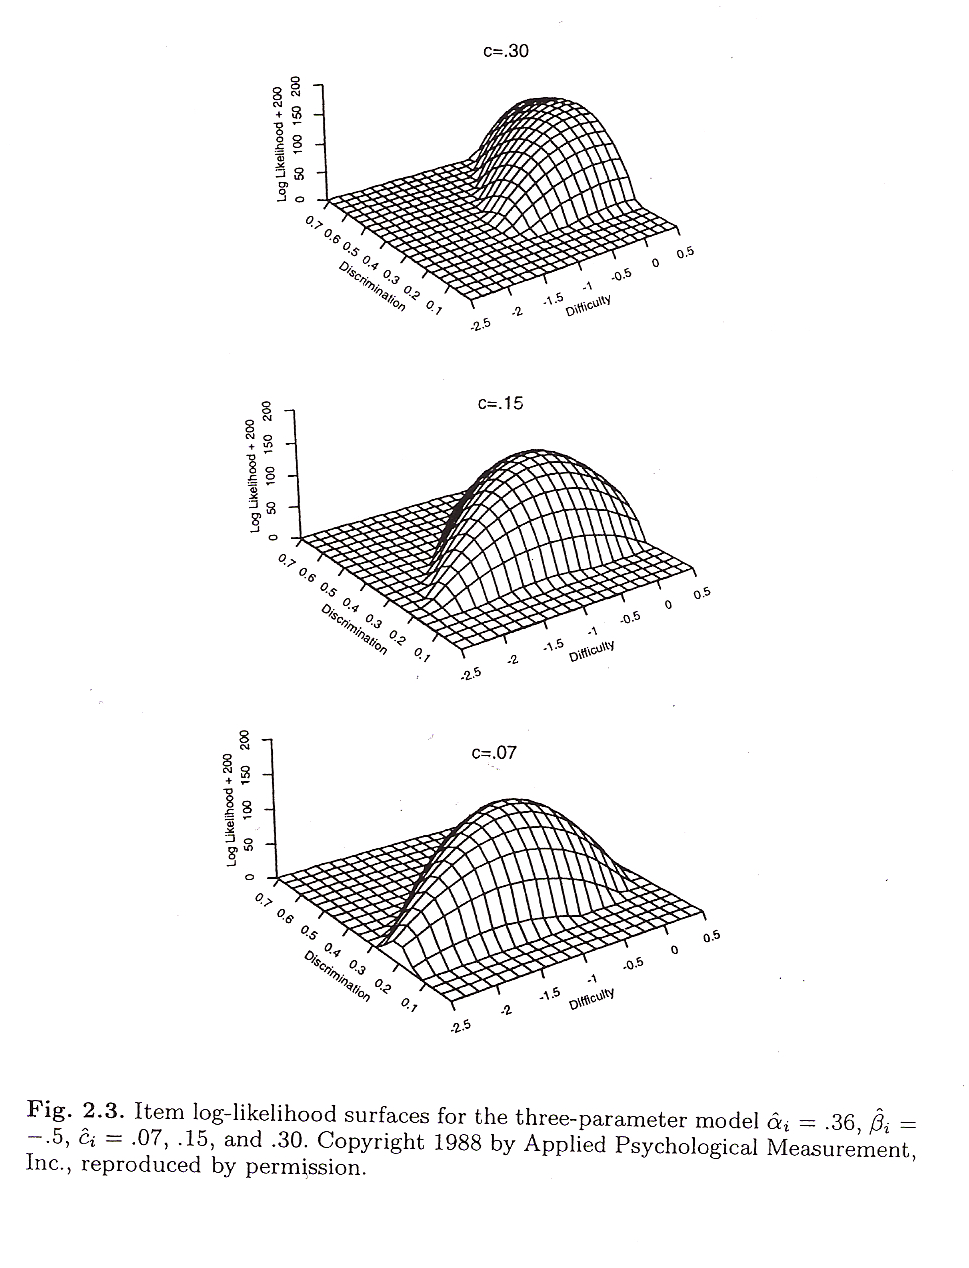 c=.30
Log Likelihood + 200
0 50 100 150 200
0.7 0.6 0.5 0.4 0.3 0.2 0.1
Discrimination
-2.5 -2 -1.5 -1 -0.5 0 0.5
Difficulty
c=.15
Log Likelihood + 200
0 50 100 150 200
0.7 0.6 0.5 0.4 0.3 0.2 0.1
Discrimination
-2.5 -2 -1.5 -1 -0.5 0 0.5
Difficulty
c=.07
Log Likelihood + 200
0 50 100 150 200
0.7 0.6 0.5 0.4 0.3 0.2 0.1
Discrimination
-2.5 -2 -1.5 -1 -0.5 0 0.5
Difficulty
Fig. 2.3. Item log-likelihood surfaces for the three-parameter model α̂ᵢ = .36, β̂ᵢ =
−.5, ĉᵢ = .07, .15, and .30. Copyright 1988 by Applied Psychological Measurement,
Inc., reproduced by permission.